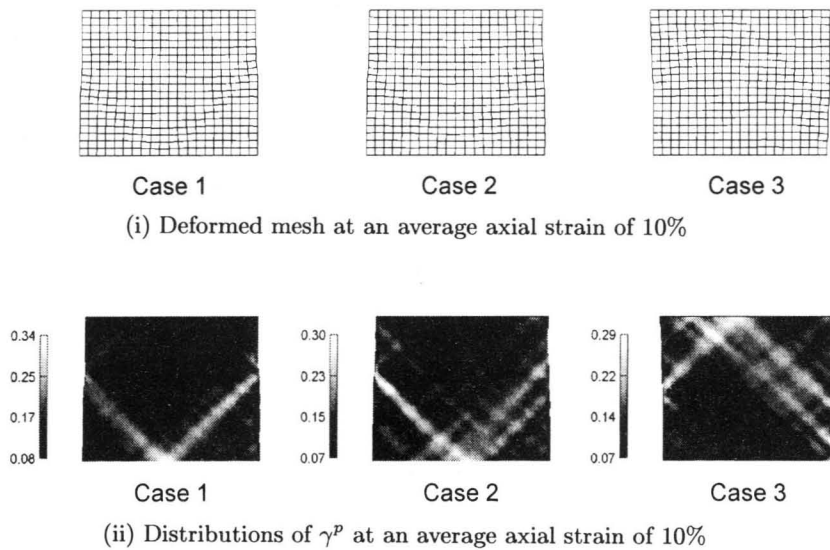 Case 1 Case 2 Case 3
(i) Deformed mesh at an average axial strain of 10%
0.34 0.30 0.29
0.25 0.23 0.22
0.17 0.15 0.14
0.08 0.07 0.07
Case 1 Case 2 Case 3
(ii) Distributions of γᵖ at an average axial strain of 10%